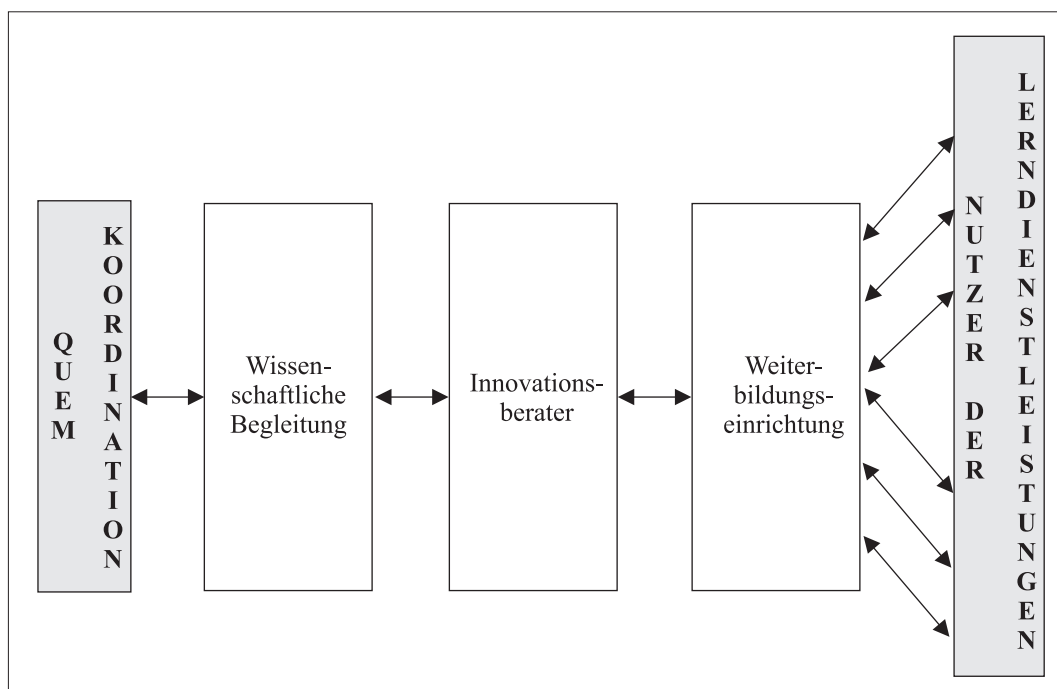 QUEM
KOORDINATION
Wissen-
schaftliche
Begleitung
Innovations-
berater
Weiter-
bildungs-
einrichtung
NUTZER DER
LERNDIENSTLEISTUNGEN